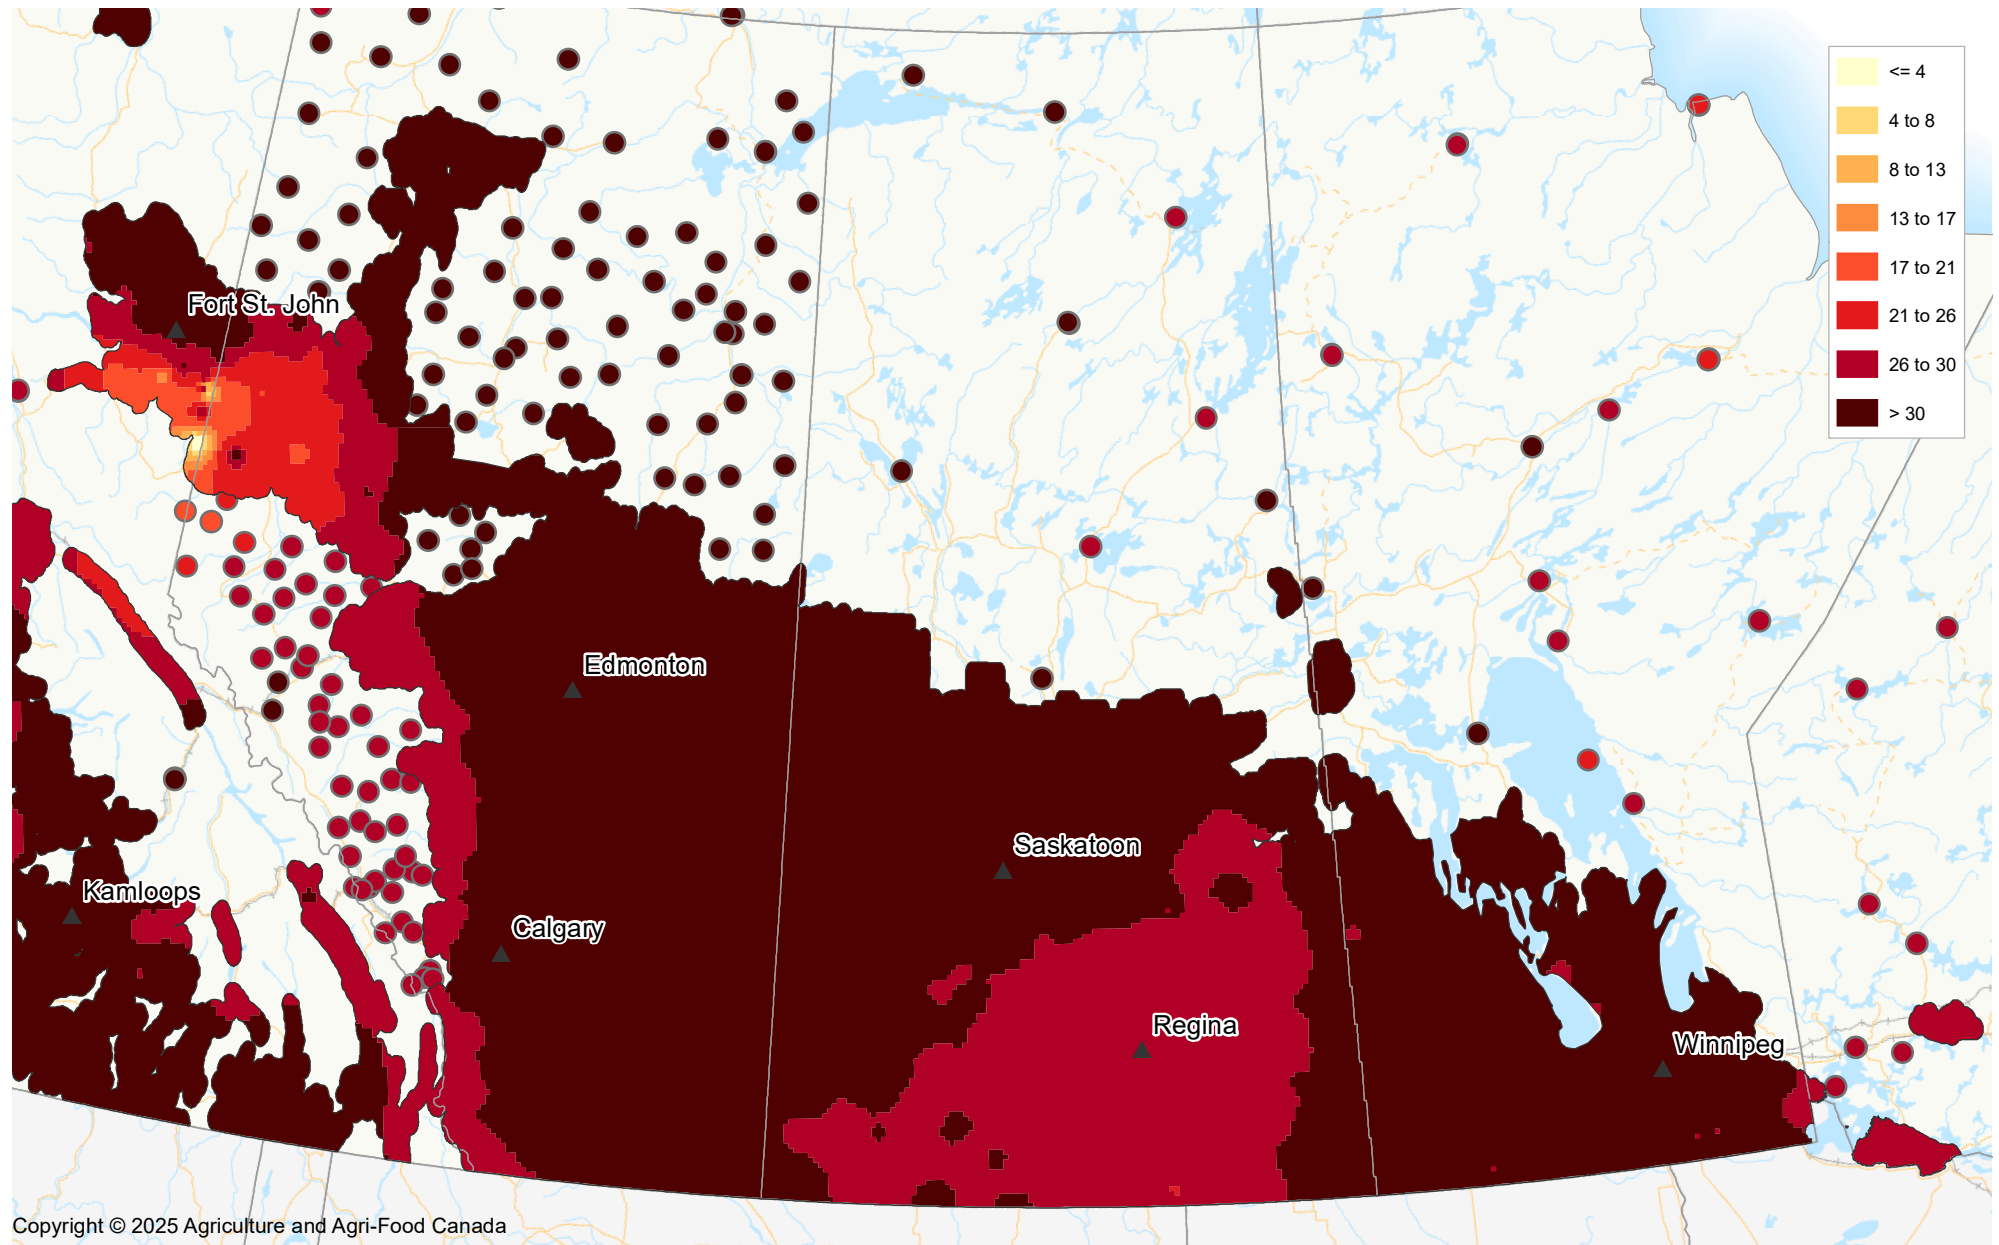 <= 4
4 to 8
8 to 13
13 to 17
17 to 21
21 to 26
26 to 30
> 30
Fort St. John
Edmonton
Saskatoon
Kamloops
Calgary
Regina
Winnipeg
Copyright © 2025 Agriculture and Agri-Food Canada